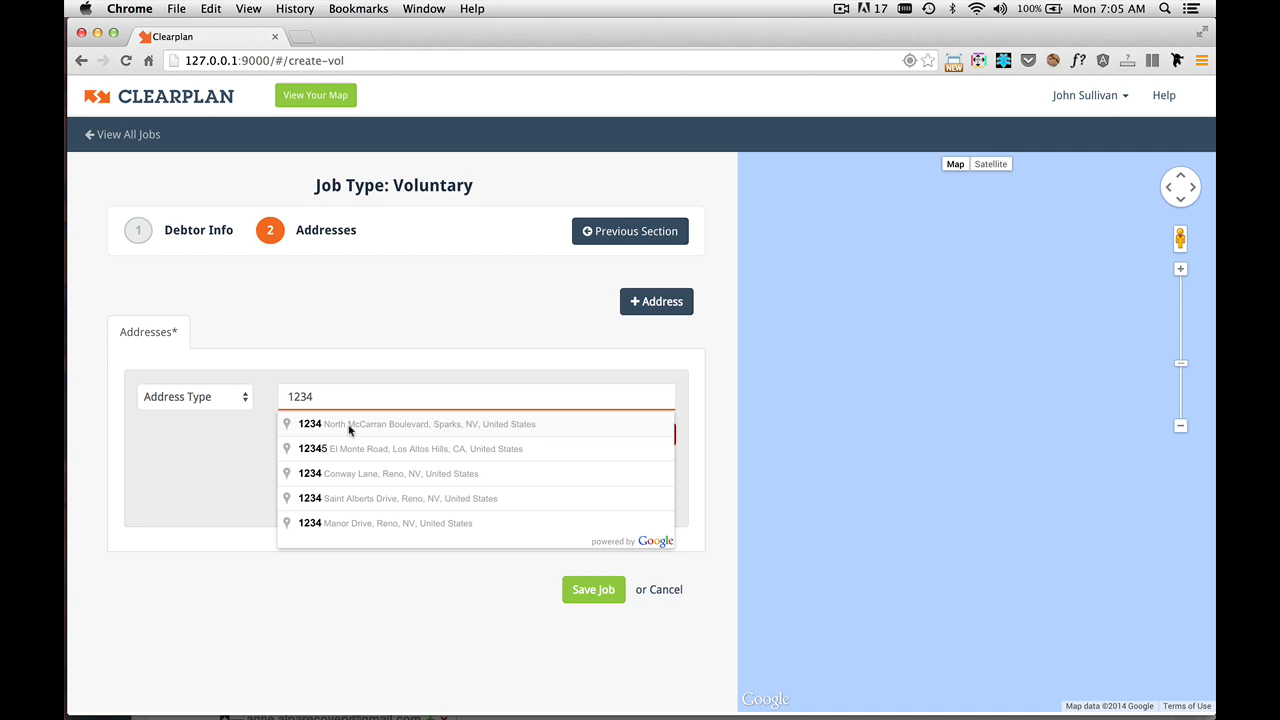 Chrome File Edit View History Bookmarks Window Help 17 100% Mon 7:05 AM
Clearplan
127.0.0.1:9000/#/create-vol
NEW
f?
CLEARPLAN View Your Map John Sullivan Help
View All Jobs
Map Satellite
Job Type: Voluntary
1 Debtor Info 2 Addresses Previous Section
+ Address
Addresses*
Address Type 1234
1234 North McCarran Boulevard, Sparks, NV, United States
12345 El Monte Road, Los Altos Hills, CA, United States
1234 Conway Lane, Reno, NV, United States
1234 Saint Alberts Drive, Reno, NV, United States
1234 Manor Drive, Reno, NV, United States
powered by Google
Save Job or Cancel
Google Map data ©2014 Google Terms of Use